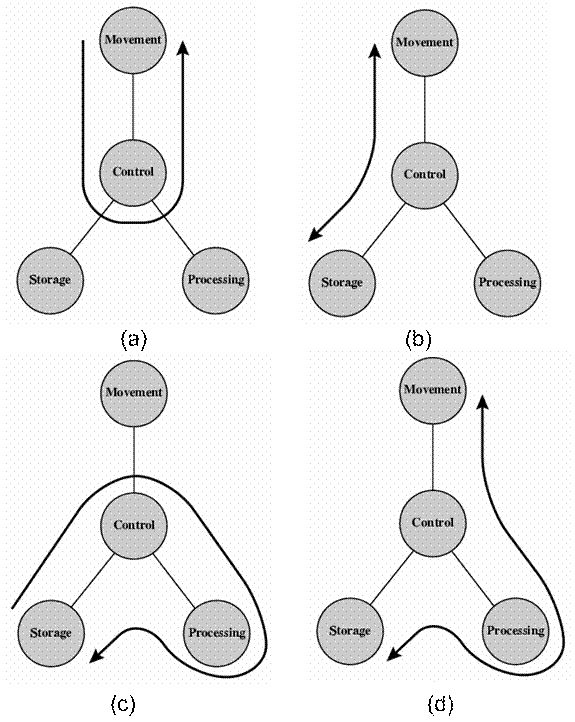 Movement Movement
Control Control
Storage Processing Storage Processing
(a) (b)
Movement Movement
Control Control
Storage Processing Storage Processing
(c) (d)